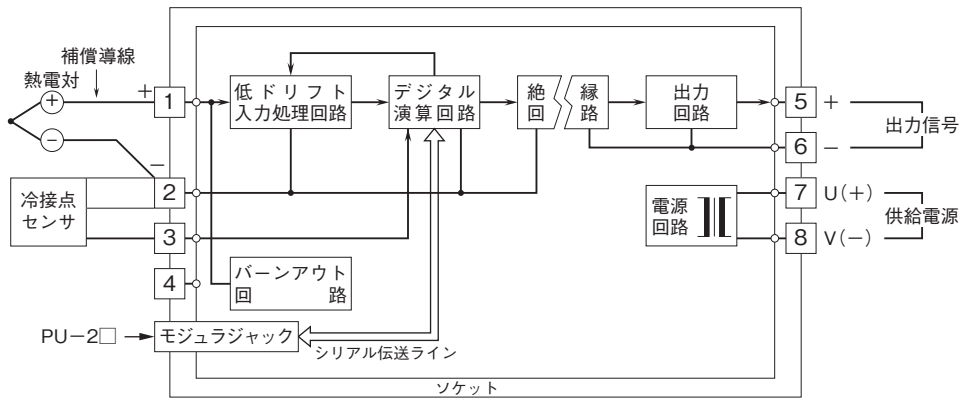 補償導線
熱電対
+
−
+
−
1
2
3
4
冷接点
センサ
低ドリフト
入力処理回路
デジタル
演算回路
絶　縁
回　路
出力
回路
5
6
7
8
+
−
出力信号
U(+)
V(−)
供給電源
電源
回路
バーンアウト
回　路
PU−2□
モジュラジャック
シリアル伝送ライン
ソケット